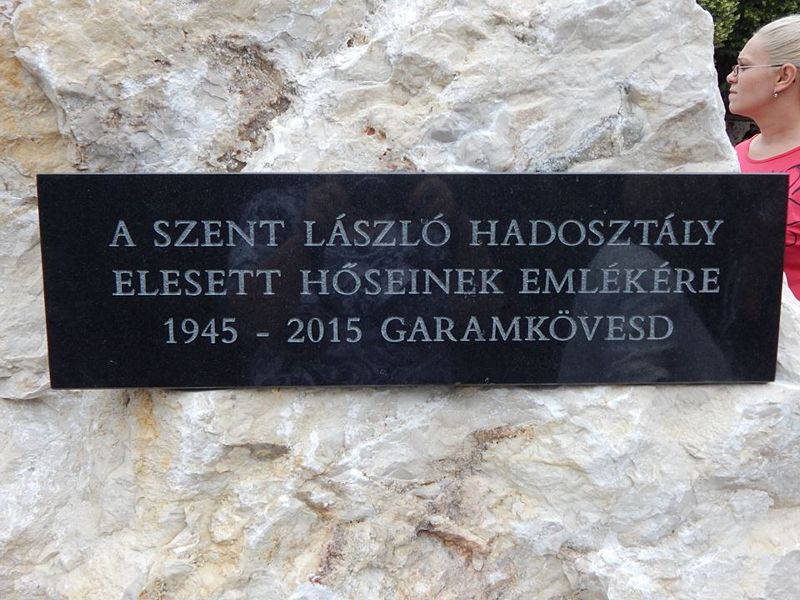 A SZENT LÁSZLÓ HADOSZTÁLY
ELESETT HŐSEINEK EMLÉKÉRE
1945 - 2015 GARAMKÖVESD